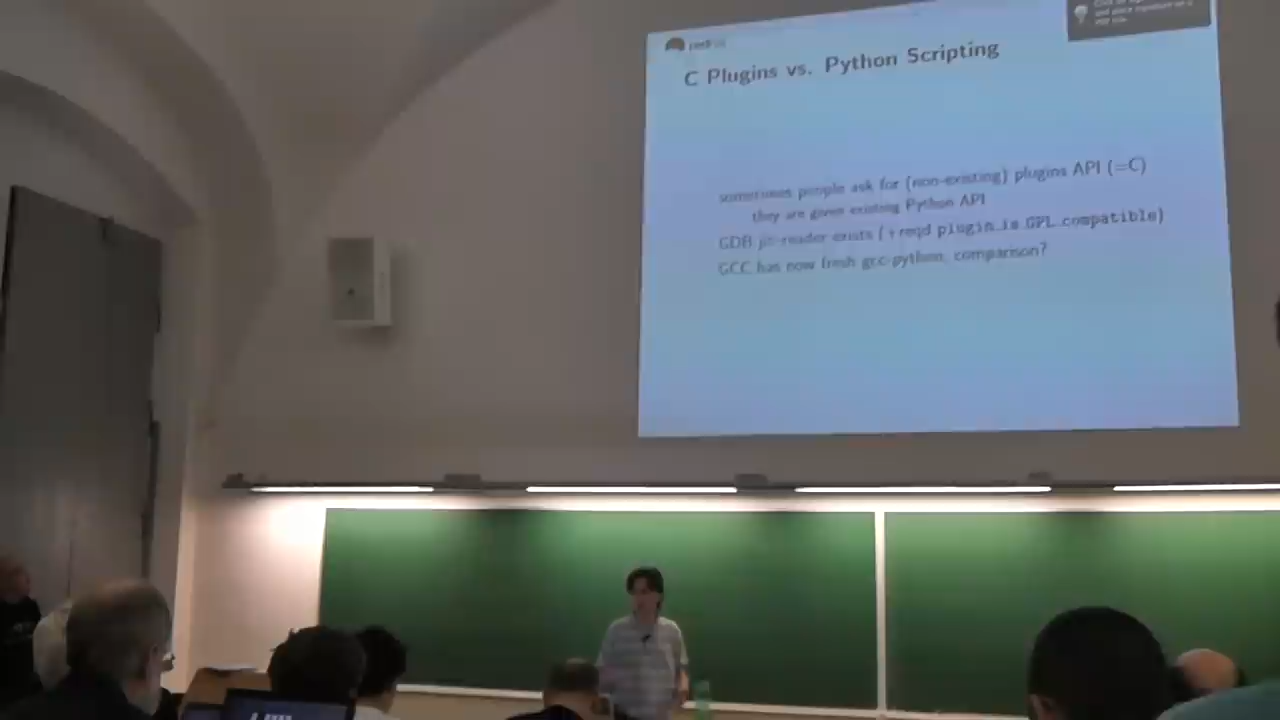 C Plugins vs. Python Scripting
sometimes people ask for (non-existing) plugins API (=C)
they are given existing Python API
GDB jit-reader exists (+reqd plugin_is_GPL_compatible)
GCC has now fresh gcc-python, comparison?